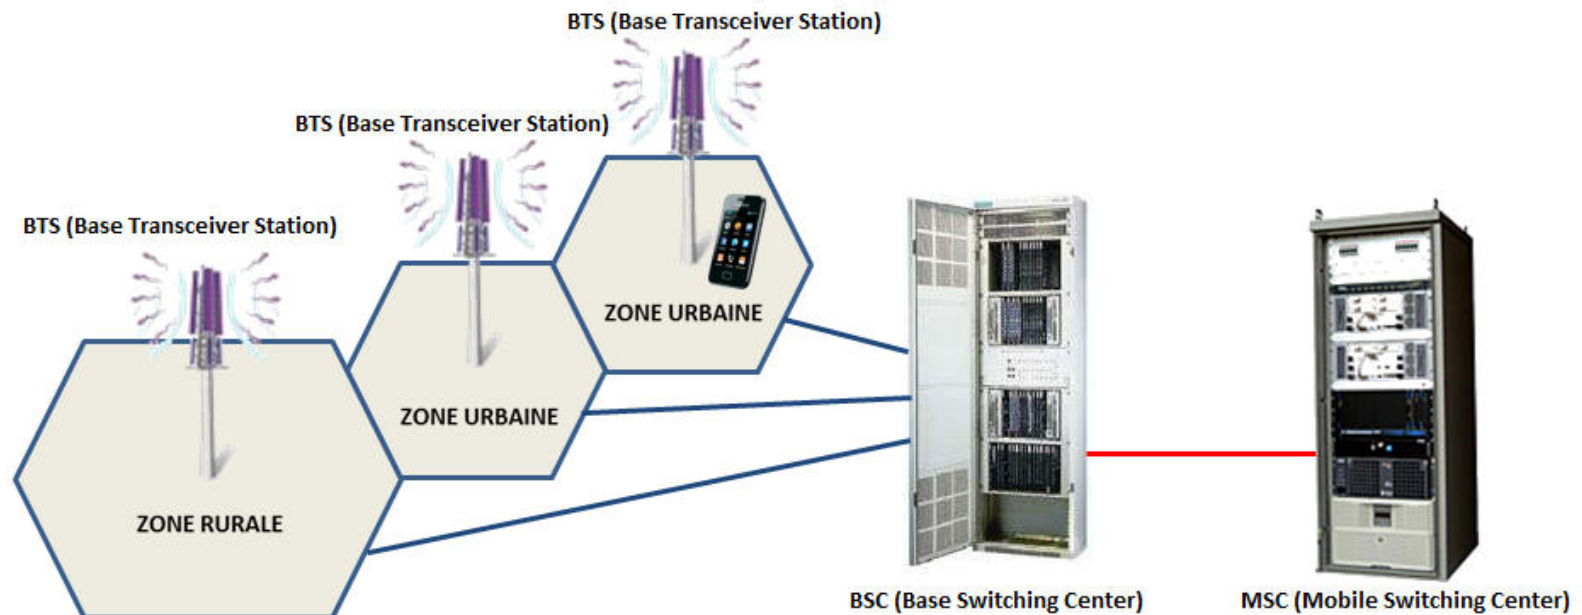 BTS (Base Transceiver Station)
BTS (Base Transceiver Station)
BTS (Base Transceiver Station)
ZONE URBAINE
ZONE URBAINE
ZONE RURALE
BSC (Base Switching Center)
MSC (Mobile Switching Center)